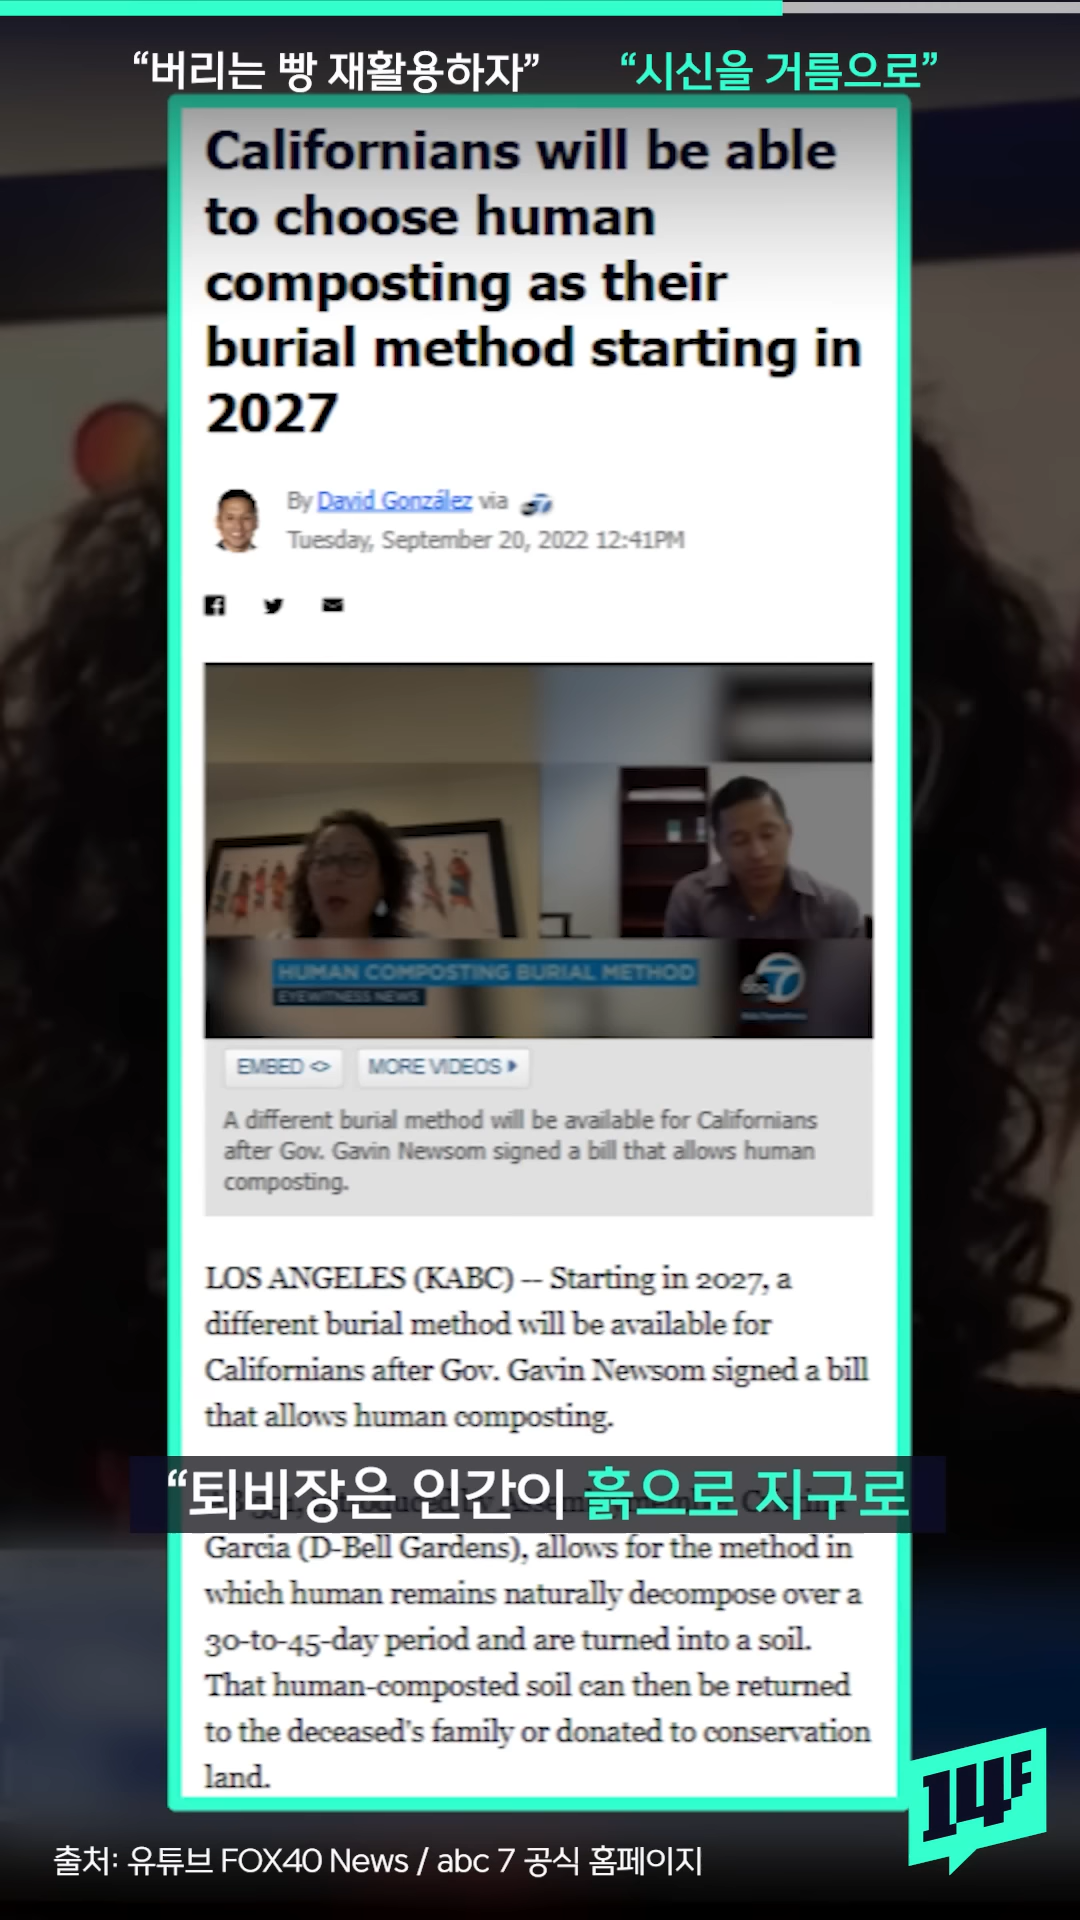 “버리는 빵 재활용하자” “시신을 거름으로”
Californians will be able
to choose human
composting as their
burial method starting in
2027
By David González via
Tuesday, September 20, 2022 12:41PM
HUMAN COMPOSTING BURIAL METHOD
EYEWITNESS NEWS
abc 7
EMBED <>
MORE VIDEOS
A different burial method will be available for Californians
after Gov. Gavin Newsom signed a bill that allows human
composting.
LOS ANGELES (KABC) -- Starting in 2027, a
different burial method will be available for
Californians after Gov. Gavin Newsom signed a bill
that allows human composting.
“퇴비장은 인간이 흙으로 지구로
introduced by Cristina
Garcia (D-Bell Gardens), allows for the method in
which human remains naturally decompose over a
30-to-45-day period and are turned into a soil.
That human-composted soil can then be returned
to the deceased's family or donated to conservation
land.
14F
출처: 유튜브 FOX40 News / abc 7 공식 홈페이지